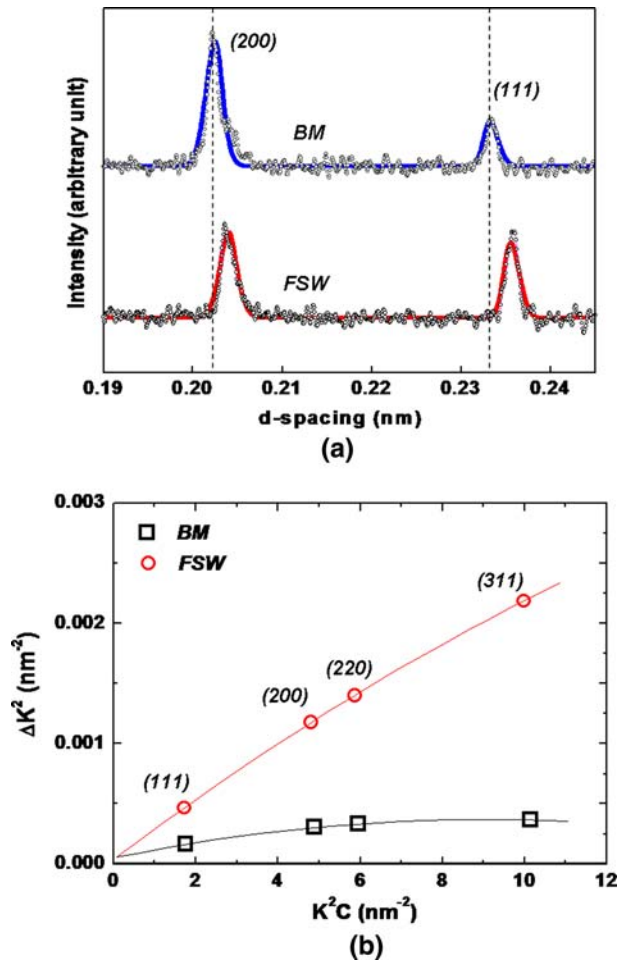 (200)
(111)
BM
FSW
Intensity (arbitrary unit)
0.19 0.20 0.21 0.22 0.23 0.24
d-spacing (nm)
(a)
0.003
BM
FSW
(311)
0.002
(220)
(200)
0.001
(111)
0.000
ΔK² (nm⁻²)
0 2 4 6 8 10 12
K²C (nm⁻²)
(b)